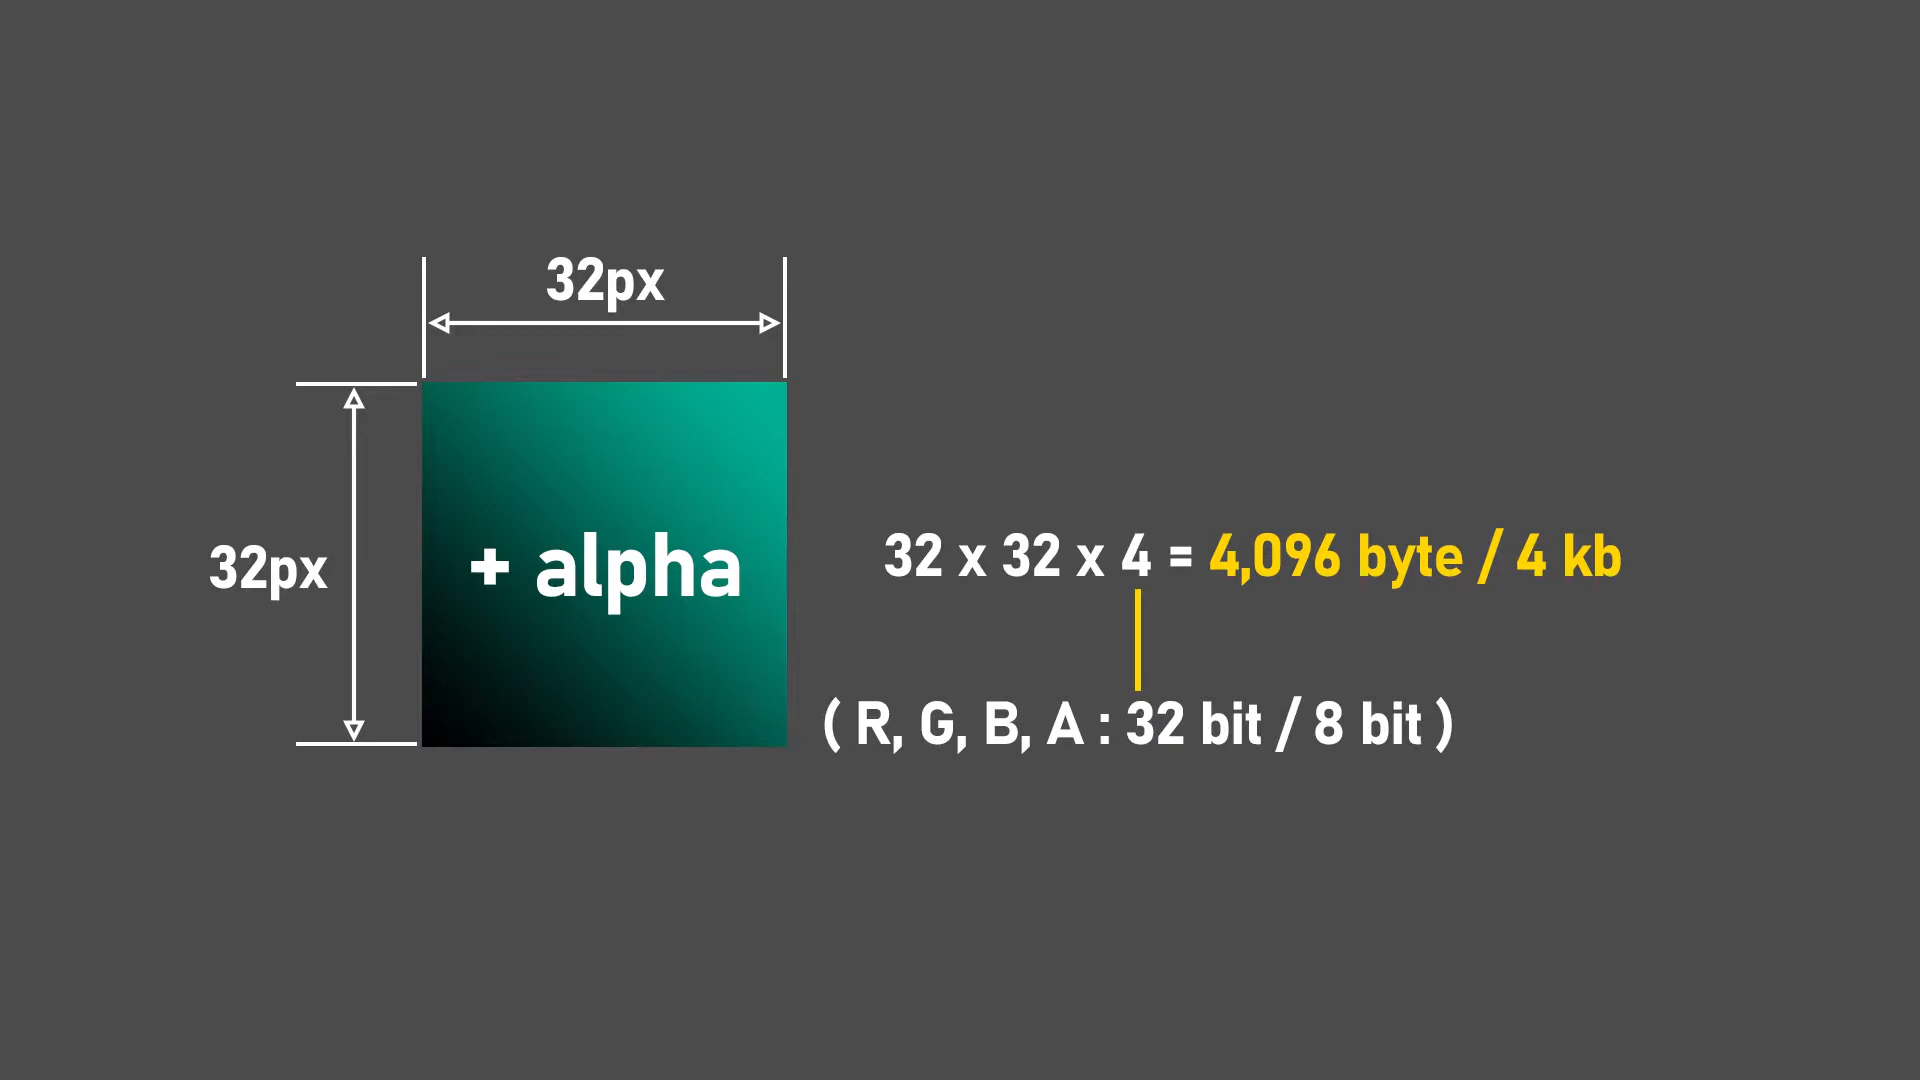 32px
32px
+ alpha
32 x 32 x 4 = 4,096 byte / 4 kb
( R, G, B, A : 32 bit / 8 bit )